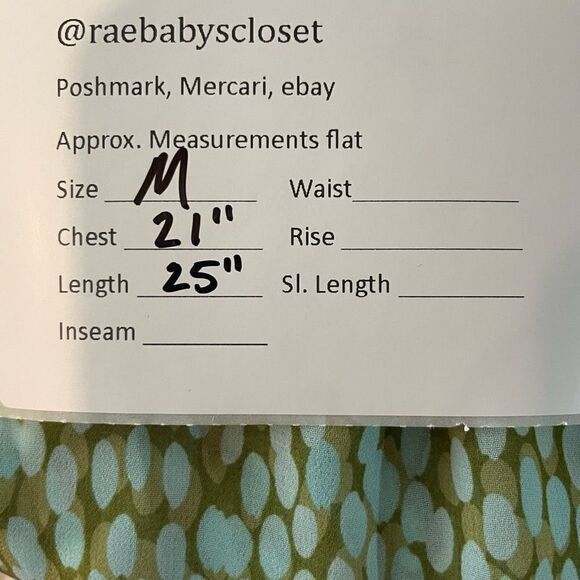 @raebabyscloset
Poshmark, Mercari, ebay
Approx. Measurements flat
Size M Waist
Chest 21" Rise
Length 25" Sl. Length
Inseam